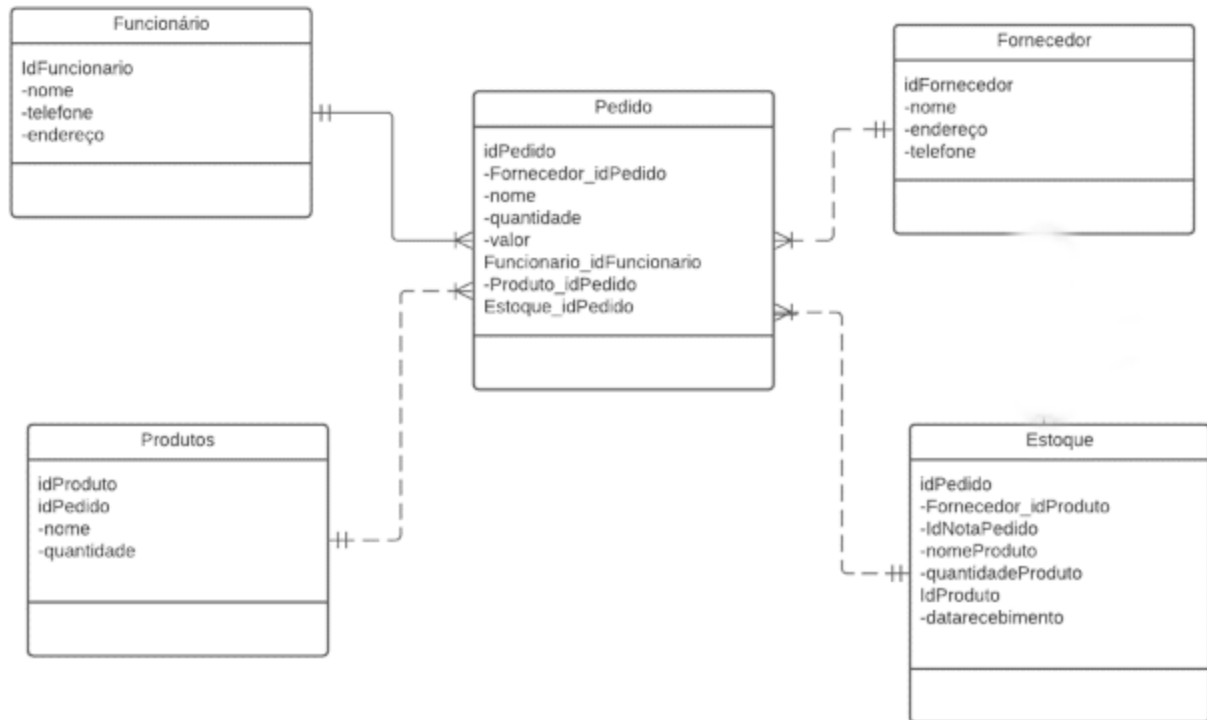 Funcionário
IdFuncionario
-nome
-telefone
-endereço
Pedido
idPedido
-Fornecedor_idPedido
-nome
-quantidade
-valor
Funcionario_idFuncionario
-Produto_idPedido
Estoque_idPedido
Fornecedor
idFornecedor
-nome
-endereço
-telefone
Produtos
idProduto
idPedido
-nome
-quantidade
Estoque
idPedido
-Fornecedor_idProduto
-IdNotaPedido
-nomeProduto
-quantidadeProduto
IdProduto
-datarecebimento